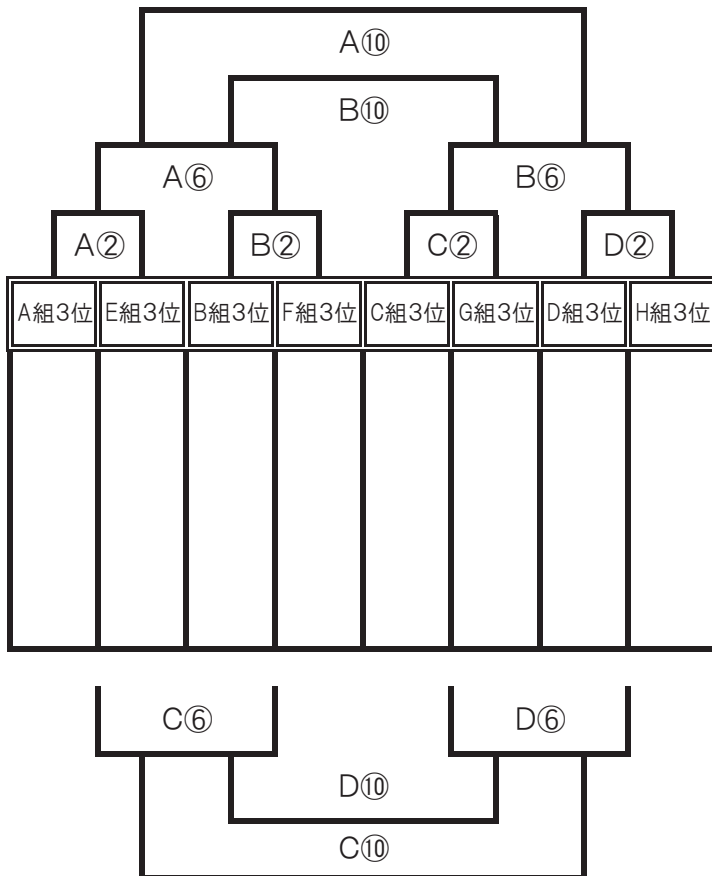 A⑩
B⑩
A⑥ B⑥
A② B② C② D②
A組3位 E組3位 B組3位 F組3位 C組3位 G組3位 D組3位 H組3位
C⑥ D⑥
D⑩
C⑩